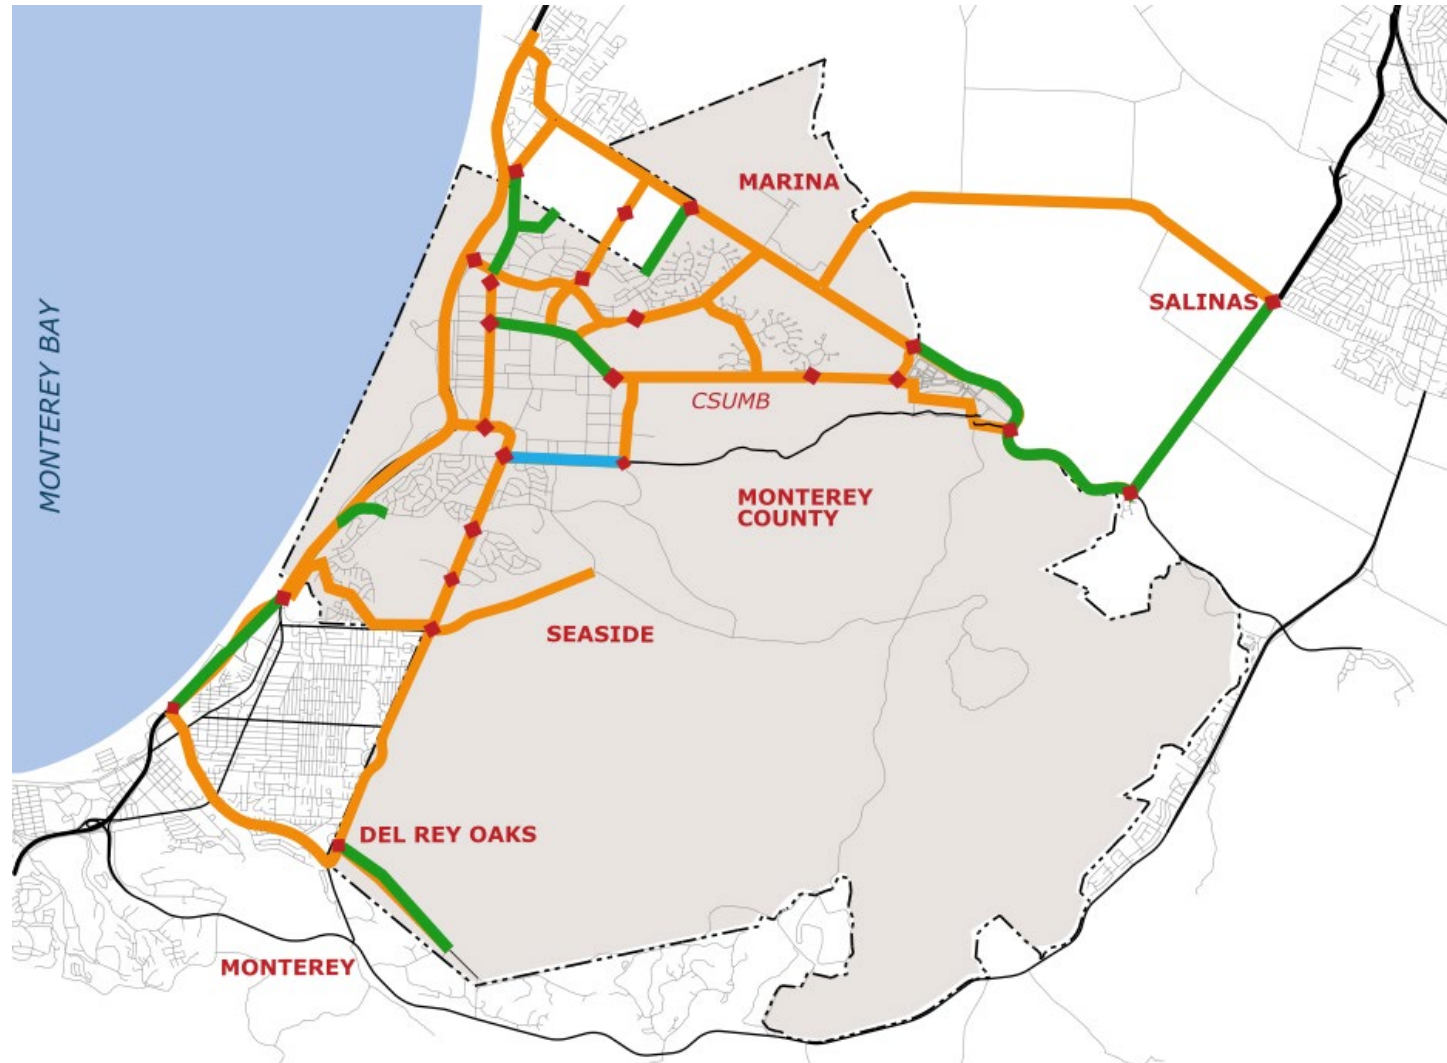 MARINA
SALINAS
MONTEREY BAY
CSUMB
MONTEREY
COUNTY
SEASIDE
DEL REY OAKS
MONTEREY